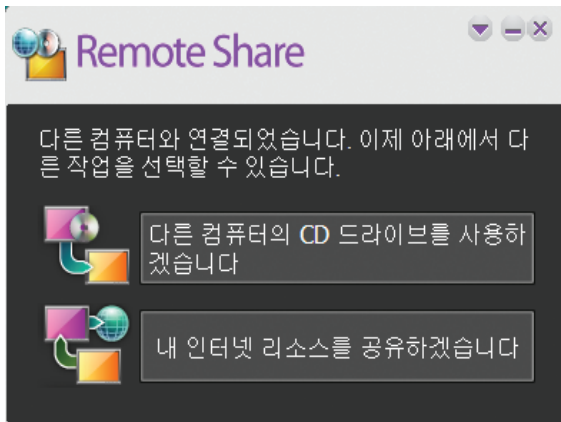 Remote Share
다른 컴퓨터와 연결되었습니다. 이제 아래에서 다
른 작업을 선택할 수 있습니다.
다른 컴퓨터의 CD 드라이브를 사용하
겠습니다
내 인터넷 리소스를 공유하겠습니다